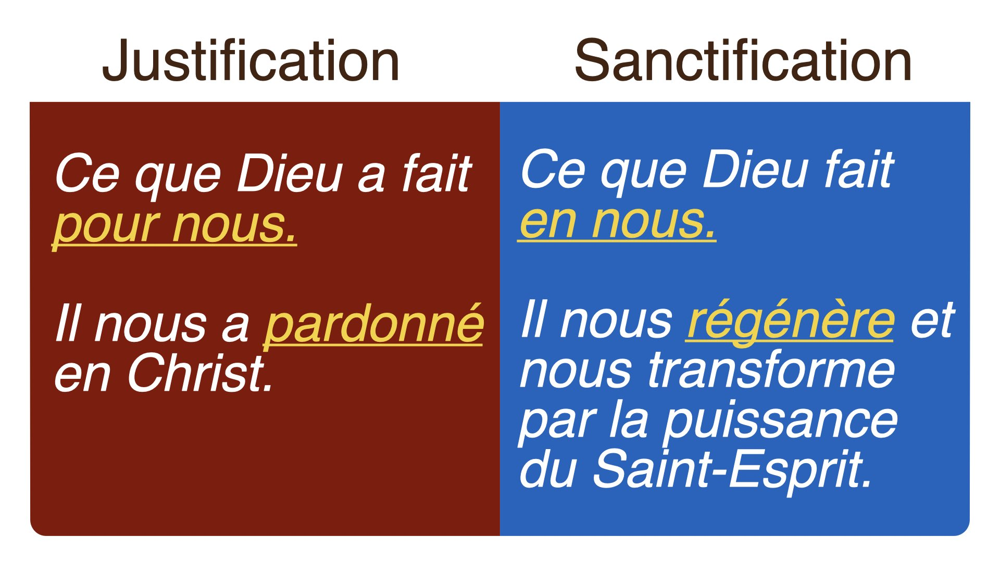 Justification
Sanctification
Ce que Dieu a fait
pour nous.
Il nous a pardonné
en Christ.
Ce que Dieu fait
en nous.
Il nous régénère et
nous transforme
par la puissance
du Saint-Esprit.